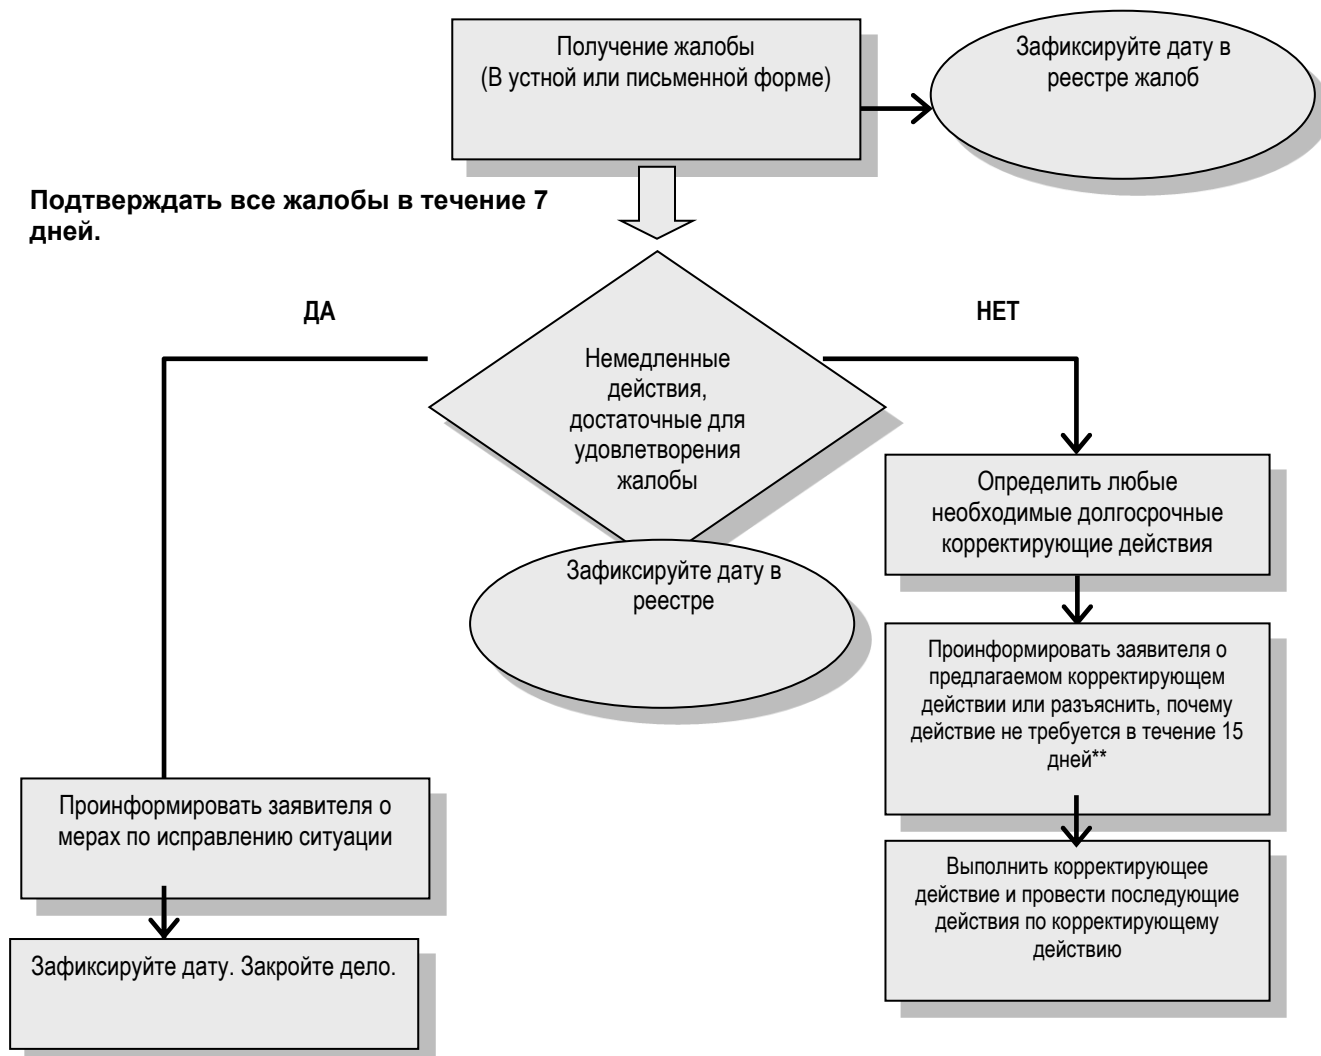 Получение жалобы
(В устной или письменной форме)
Зафиксируйте дату в
реестре жалоб
Подтверждать все жалобы в течение 7
дней.
ДА
НЕТ
Немедленные
действия,
достаточные для
удовлетворения
жалобы
Зафиксируйте дату в
реестре
Определить любые
необходимые долгосрочные
корректирующие действия
Проинформировать заявителя о
предлагаемом корректирующем
действии или разъяснить, почему
действие не требуется в течение 15
дней**
Выполнить корректирующее
действие и провести последующие
действия по корректирующему
действию
Проинформировать заявителя о
мерах по исправлению ситуации
Зафиксируйте дату. Закройте дело.